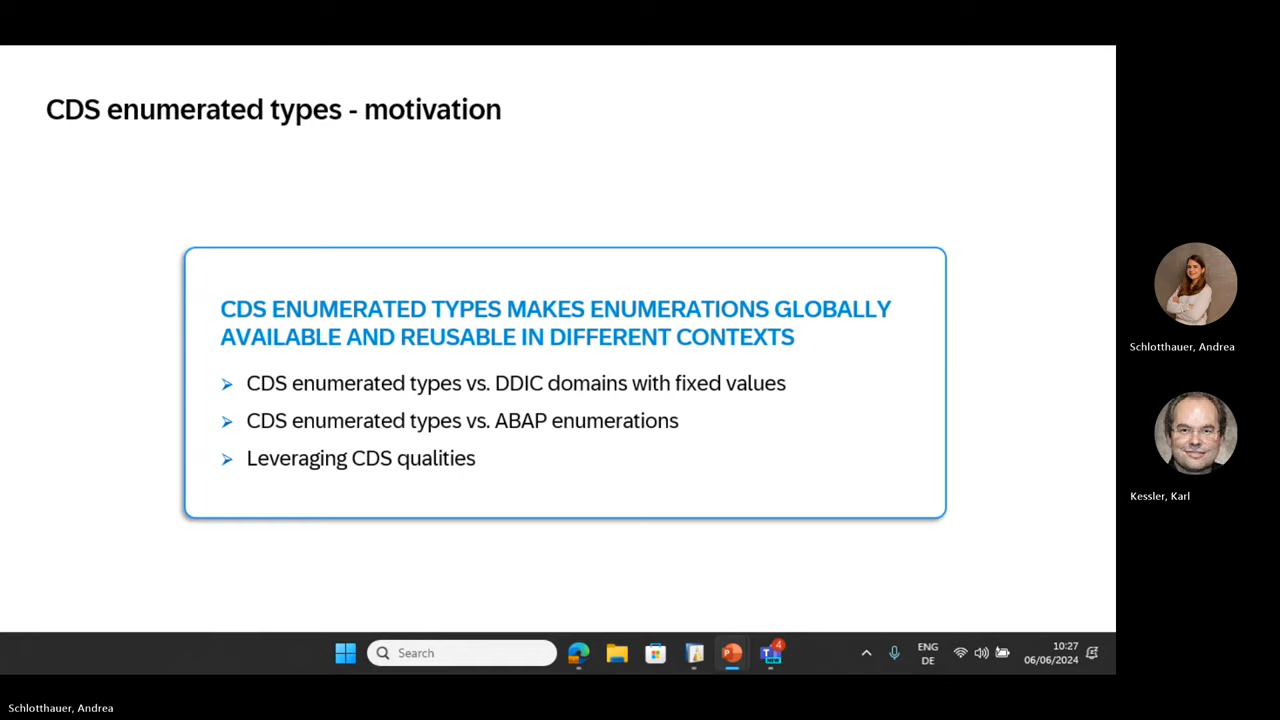 CDS enumerated types - motivation
CDS ENUMERATED TYPES MAKES ENUMERATIONS GLOBALLY
AVAILABLE AND REUSABLE IN DIFFERENT CONTEXTS
CDS enumerated types vs. DDIC domains with fixed values
CDS enumerated types vs. ABAP enumerations
Leveraging CDS qualities
Schlotthauer, Andrea
Kessler, Karl
Search
4
NEW
ENG
DE
10:27
06/06/2024
Schlotthauer, Andrea